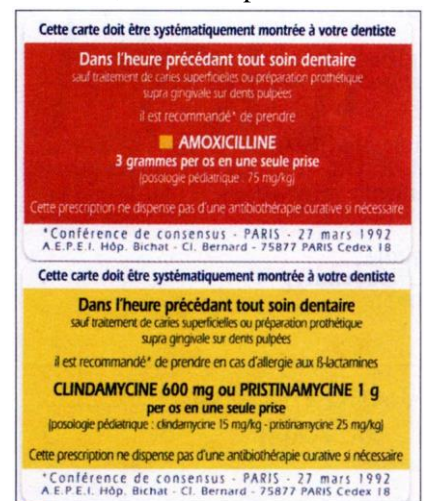 Cette carte doit être systématiquement montrée à votre dentiste
Dans l'heure précédant tout soin dentaire
sauf traitement de caries superficielles ou préparation prothétique
supra gingivale sur dents pulpées
il est recommandé* de prendre
AMOXICILLINE
3 grammes per os en une seule prise
(posologie pédiatrique : 75 mg/kg)
Cette prescription ne dispense pas d'une antibiothérapie curative si nécessaire
*Conférence de consensus - PARIS - 27 mars 1992
A.E.P.E.I. Hôp. Bichat - Cl. Bernard - 75877 PARIS Cedex 18
Cette carte doit être systématiquement montrée à votre dentiste
Dans l'heure précédant tout soin dentaire
sauf traitement de caries superficielles ou préparation prothétique
supra gingivale sur dents pulpées
il est recommandé* de prendre en cas d'allergie aux ß-lactamines
CLINDAMYCINE 600 mg ou PRISTINAMYCINE 1 g
per os en une seule prise
(posologie pédiatrique : clindamycine 15 mg/kg - pristinamycine 25 mg/kg)
Cette prescription ne dispense pas d'une antibiothérapie curative si nécessaire
*Conférence de consensus - PARIS - 27 mars 1992
A.E.P.E.I. Hôp. Bichat - Cl. Bernard - 75877 PARIS Cedex 18